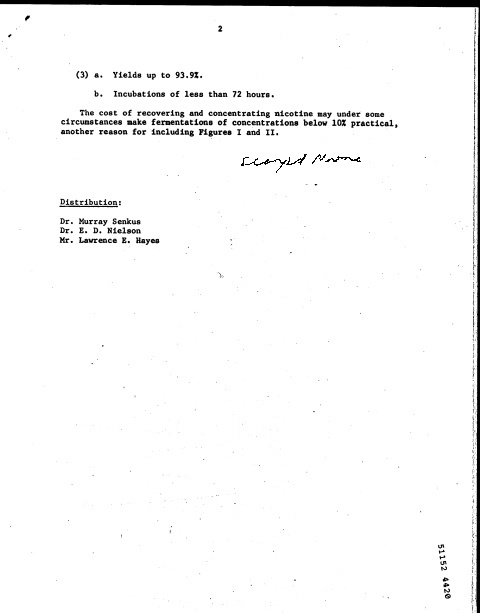 2
(3) a. Yields up to 93.9%.
b. Incubations of less than 72 hours.
The cost of recovering and concentrating nicotine may under some
circumstances make fermentations of concentrations below 10% practical,
another reason for including Figures I and II.
Distribution:
Dr. Murray Senkus
Dr. E. D. Nielson
Mr. Lawrence E. Hayes
51152 4420